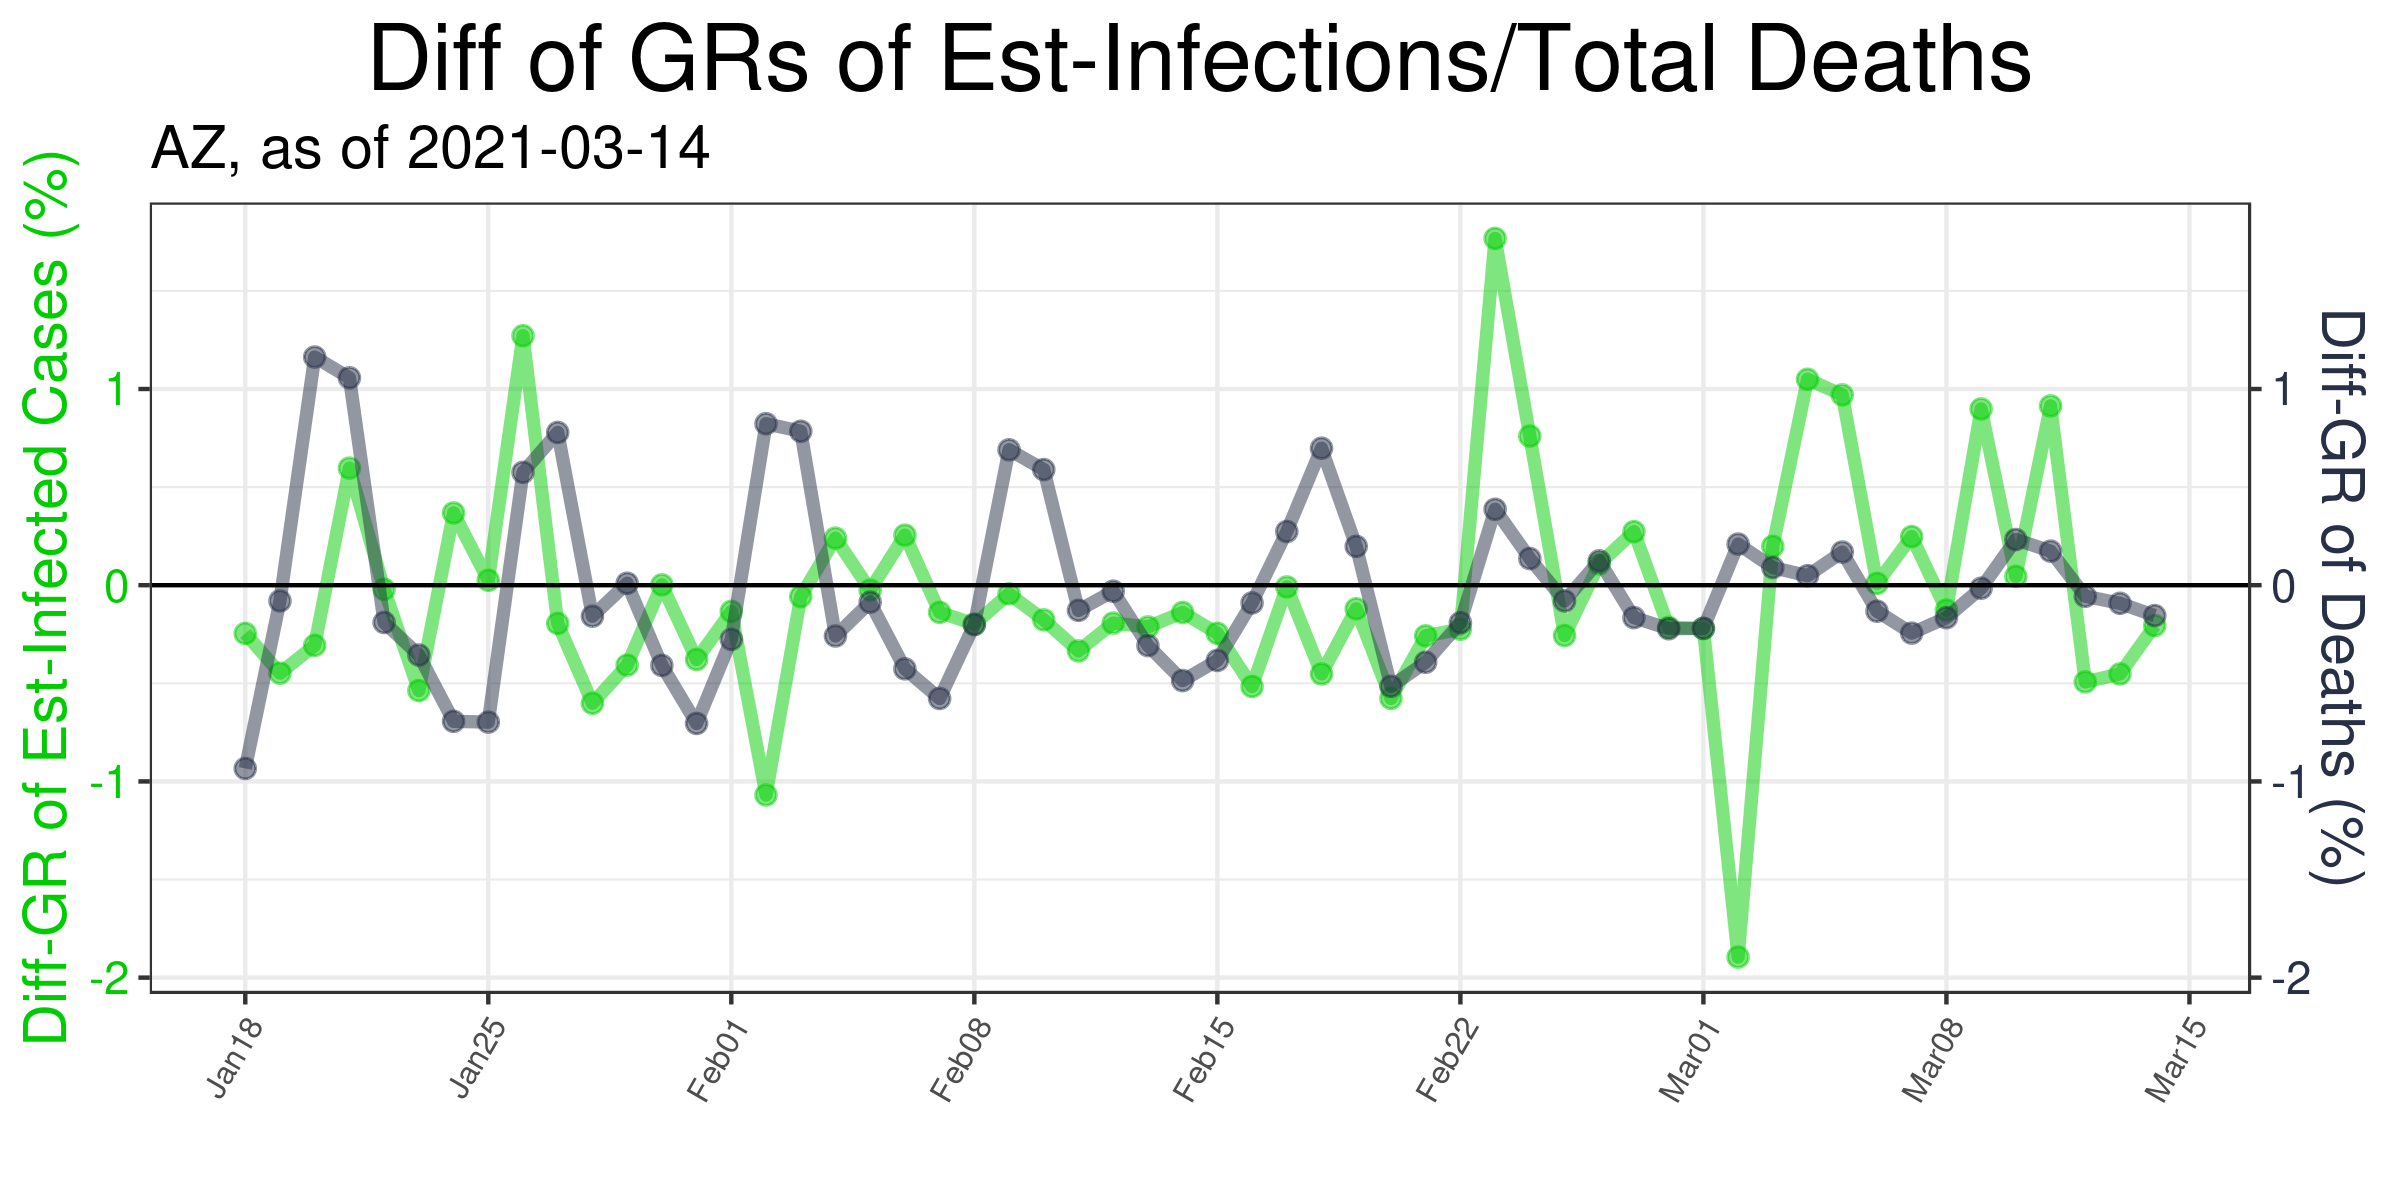 Diff of GRs of Est-Infections/Total Deaths
AZ, as of 2021-03-14
Diff-GR of Est-Infected Cases (%)
1
0
-1
-2
1
0
-1
-2
Diff-GR of Deaths (%)
Jan18
Jan25
Feb01
Feb08
Feb15
Feb22
Mar01
Mar08
Mar15